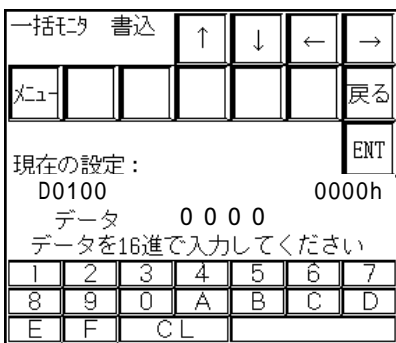 一括ﾓﾆﾀ 書込 ↑ ↓ ← →
ﾒﾆｭｰ 戻る
ENT
現在の設定：
D0100 0000h
データ 0000
データを16進で入力してください
1 2 3 4 5 6 7
8 9 0 A B C D
E F CL